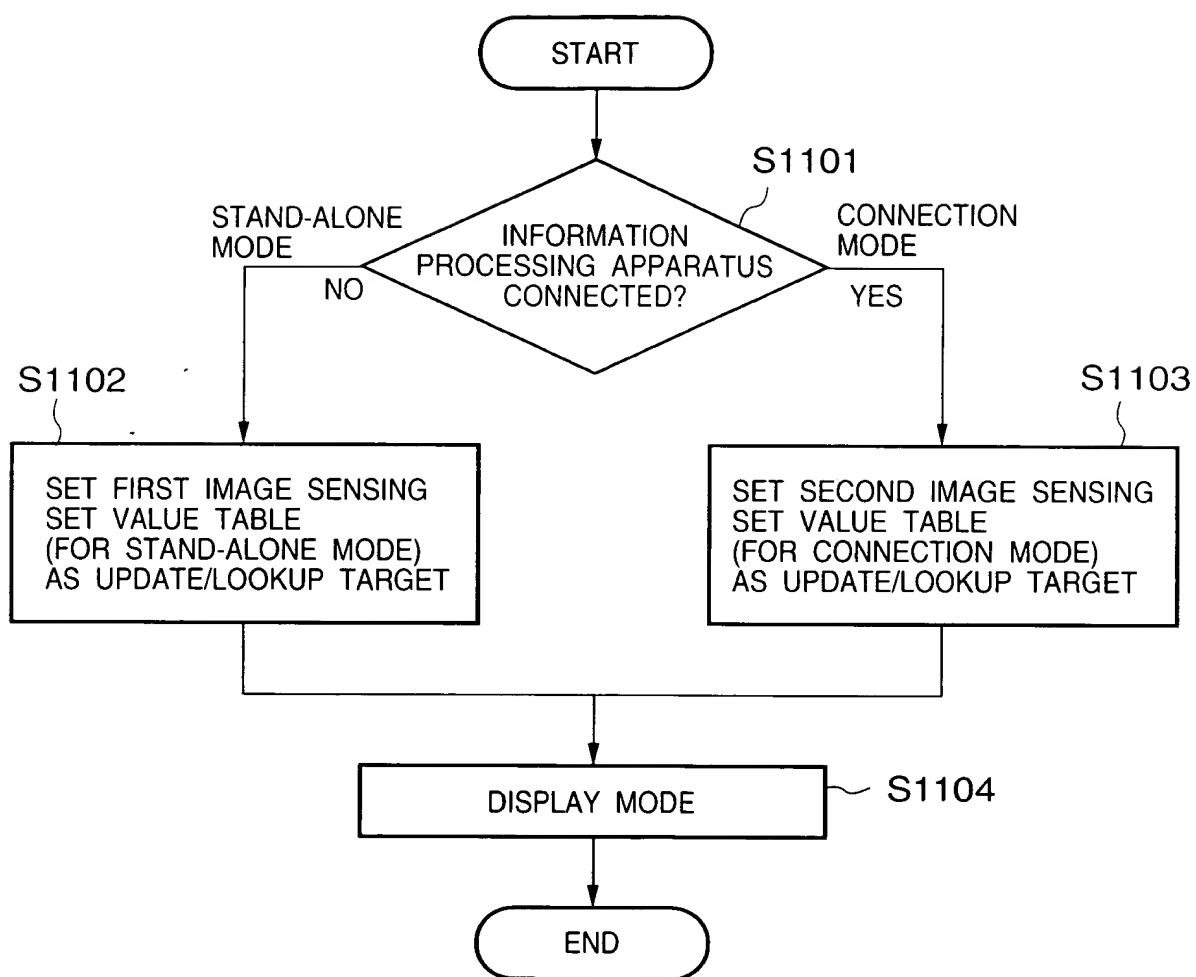 START
S1101
STAND-ALONE
MODE
CONNECTION
MODE
INFORMATION
PROCESSING APPARATUS
CONNECTED?
NO
YES
S1102
S1103
SET FIRST IMAGE SENSING
SET VALUE TABLE
(FOR STAND-ALONE MODE)
AS UPDATE/LOOKUP TARGET
SET SECOND IMAGE SENSING
SET VALUE TABLE
(FOR CONNECTION MODE)
AS UPDATE/LOOKUP TARGET
DISPLAY MODE
S1104
END